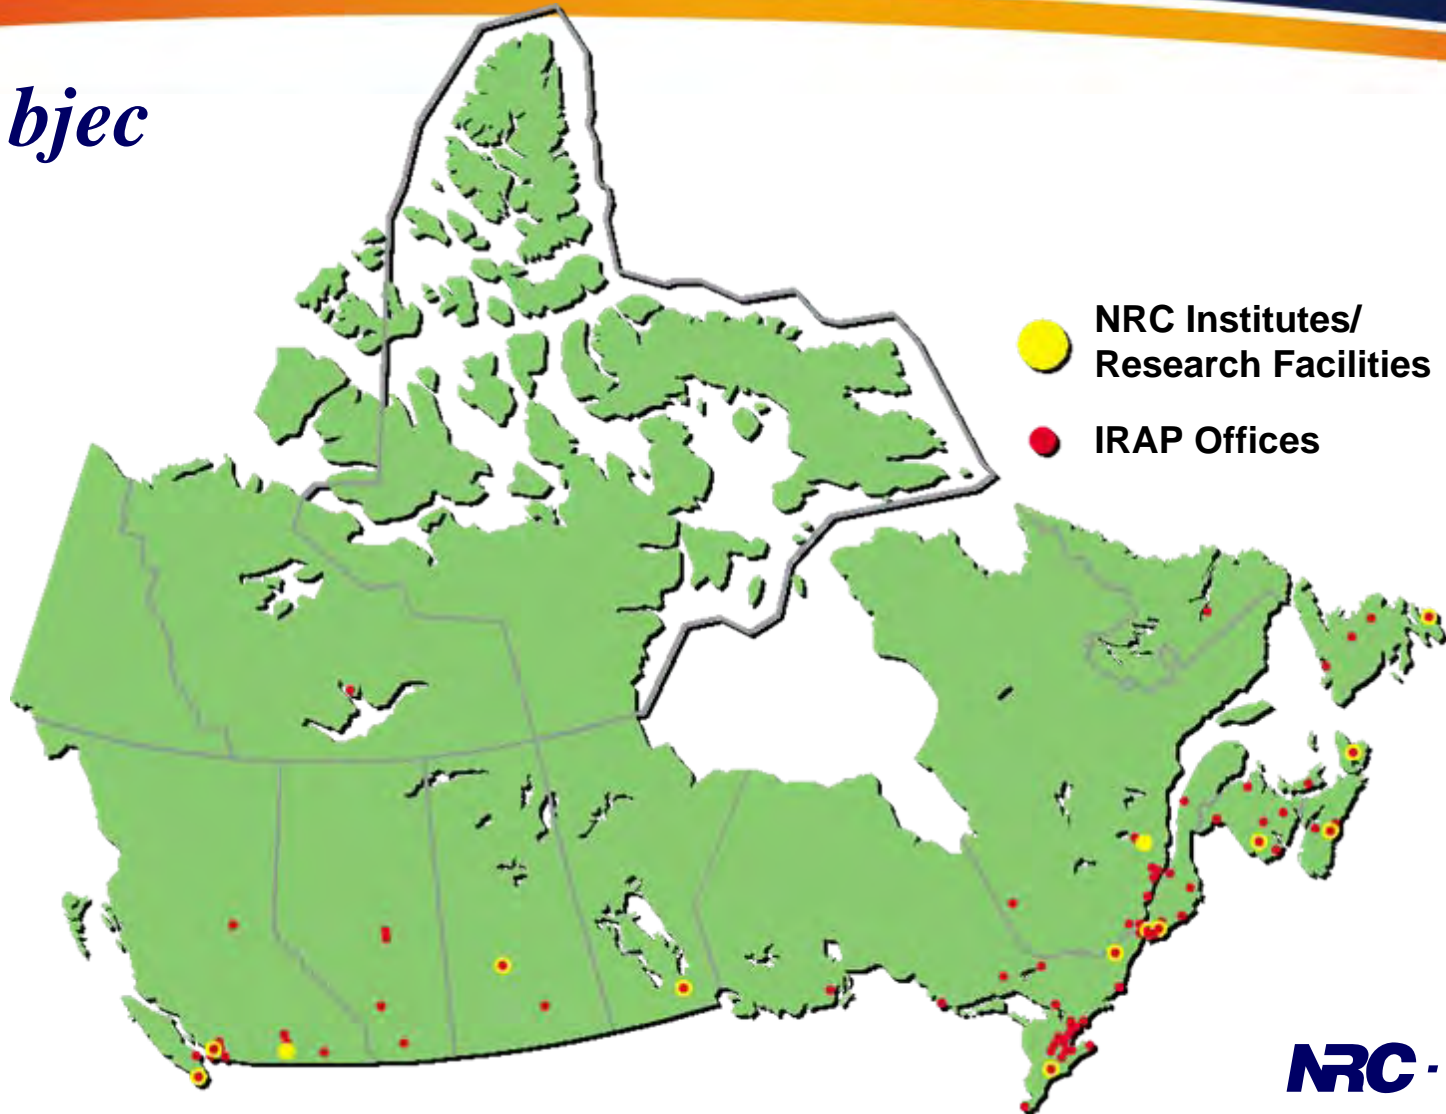 bjec
NRC Institutes/
Research Facilities
IRAP Offices
NRC -